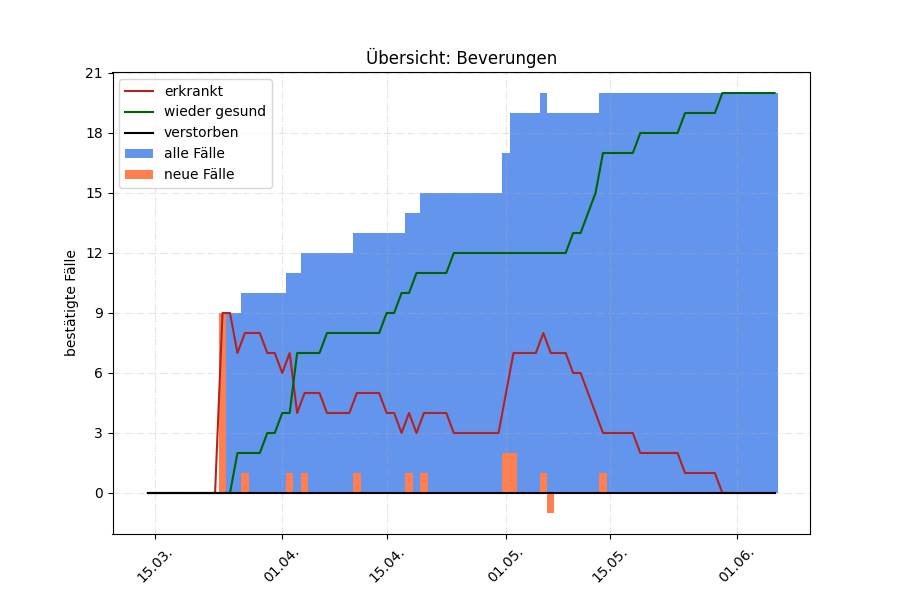 Übersicht: Beverungen
bestätigte Fälle
21
18
15
12
9
6
3
0
erkrankt
wieder gesund
verstorben
alle Fälle
neue Fälle
15.03.
01.04.
15.04.
01.05.
15.05.
01.06.